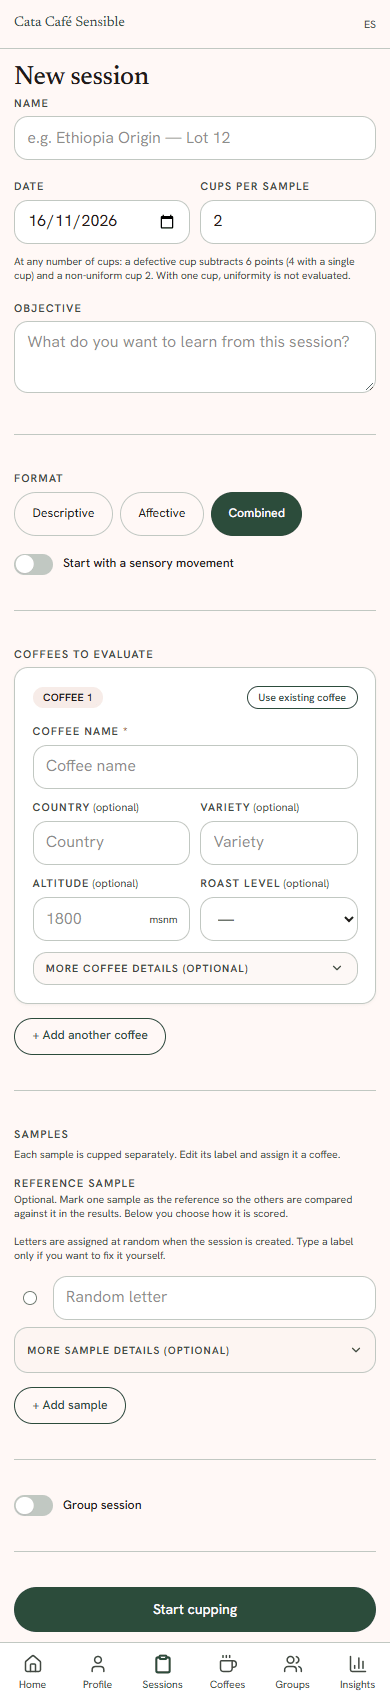 Cata Café Sensible
ES
New session
NAME
e.g. Ethiopia Origin — Lot 12
DATE
CUPS PER SAMPLE
16/11/2026
2
At any number of cups: a defective cup subtracts 6 points (4 with a single
cup) and a non-uniform cup 2. With one cup, uniformity is not evaluated.
OBJECTIVE
What do you want to learn from this session?
FORMAT
Descriptive
Affective
Combined
Start with a sensory movement
COFFEES TO EVALUATE
COFFEE 1
Use existing coffee
COFFEE NAME *
Coffee name
COUNTRY (optional)
VARIETY (optional)
Country
Variety
ALTITUDE (optional)
ROAST LEVEL (optional)
1800
msnm
—
MORE COFFEE DETAILS (OPTIONAL)
+ Add another coffee
SAMPLES
Each sample is cupped separately. Edit its label and assign it a coffee.
REFERENCE SAMPLE
Optional. Mark one sample as the reference so the others are compared
against it in the results. Below you choose how it is scored.
Letters are assigned at random when the session is created. Type a label
only if you want to fix it yourself.
Random letter
MORE SAMPLE DETAILS (OPTIONAL)
+ Add sample
Group session
Start cupping
Home
Profile
Sessions
Coffees
Groups
Insights